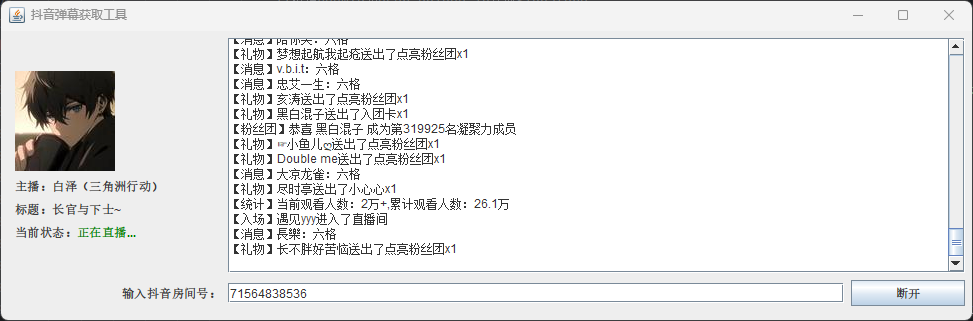 抖音弹幕获取工具
主播：白泽（三角洲行动）
标题：长官与下士~
当前状态：正在直播...
【消息】陪你笑：六格
【礼物】梦想起航我起疮送出了点亮粉丝团x1
【消息】v.b.i.t：六格
【消息】忠艾一生：六格
【礼物】亥涛送出了点亮粉丝团x1
【礼物】黑白混子送出了入团卡x1
【粉丝团】恭喜 黑白混子 成为第319925名凝聚力成员
【礼物】☞小鱼儿ღ送出了点亮粉丝团x1
【礼物】Double me送出了点亮粉丝团x1
【消息】大凉龙雀：六格
【礼物】尽时亭送出了小心心x1
【统计】当前观看人数：2万+,累计观看人数：26.1万
【入场】遇见yyy进入了直播间
【消息】長樂：六格
【礼物】长不胖好苦恼送出了点亮粉丝团x1
输入抖音房间号：
71564838536
断开